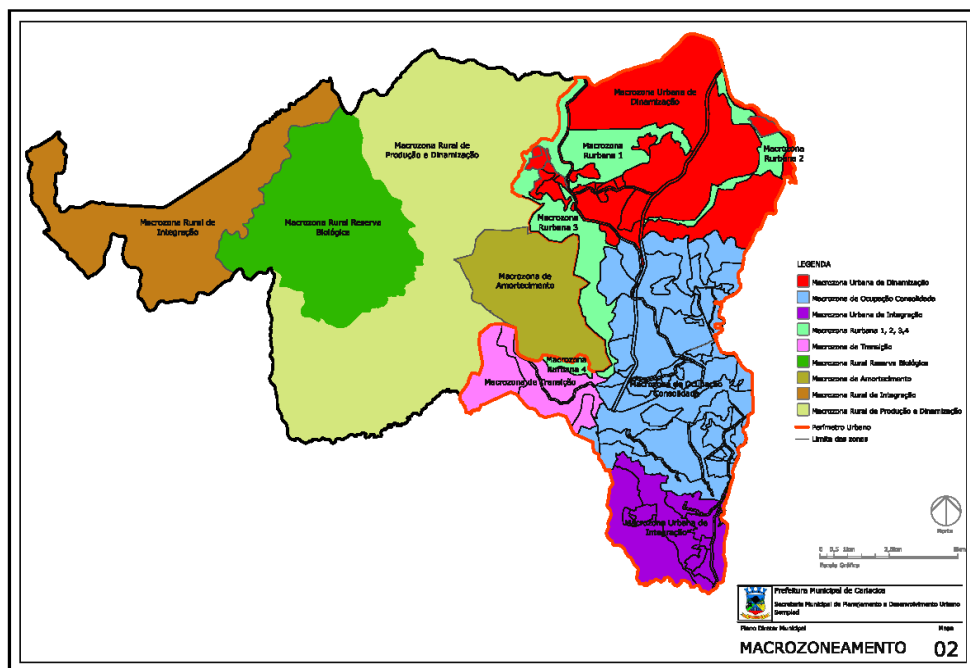 Macrozona Urbana de
Dinamização
Macrozona
Rurbana 1
Macrozona
Rurbana 2
Macrozona Rural de
Produção e Dinamização
Macrozona Rural de
Integração
Macrozona Rural Reserva
Biológica
Macrozona
Rurbana 3
Macrozona de
Amortecimento
Macrozona
Rurbana 4
Macrozona de Transição
Macrozona de Ocupação
Consolidada
Macrozona Urbana de
Integração
LEGENDA
Macrozona Urbana de Dinamização
Macrozona de Ocupação Consolidada
Macrozona Urbana de Integração
Macrozona Rurbana 1, 2, 3,4
Macrozona de Transição
Macrozona Rural Reserva Biológica
Macrozona de Amortecimento
Macrozona Rural de Integração
Macrozona Rural de Produção e Dinamização
Perímetro Urbano
Limite das zonas
Norte
Escala Gráfica
Prefeitura Municipal de Cariacica
Secretaria Municipal de Planejamento e Desenvolvimento Urbano
Semplad
Plano Diretor Municipal
Mapa
MACROZONEAMENTO 02